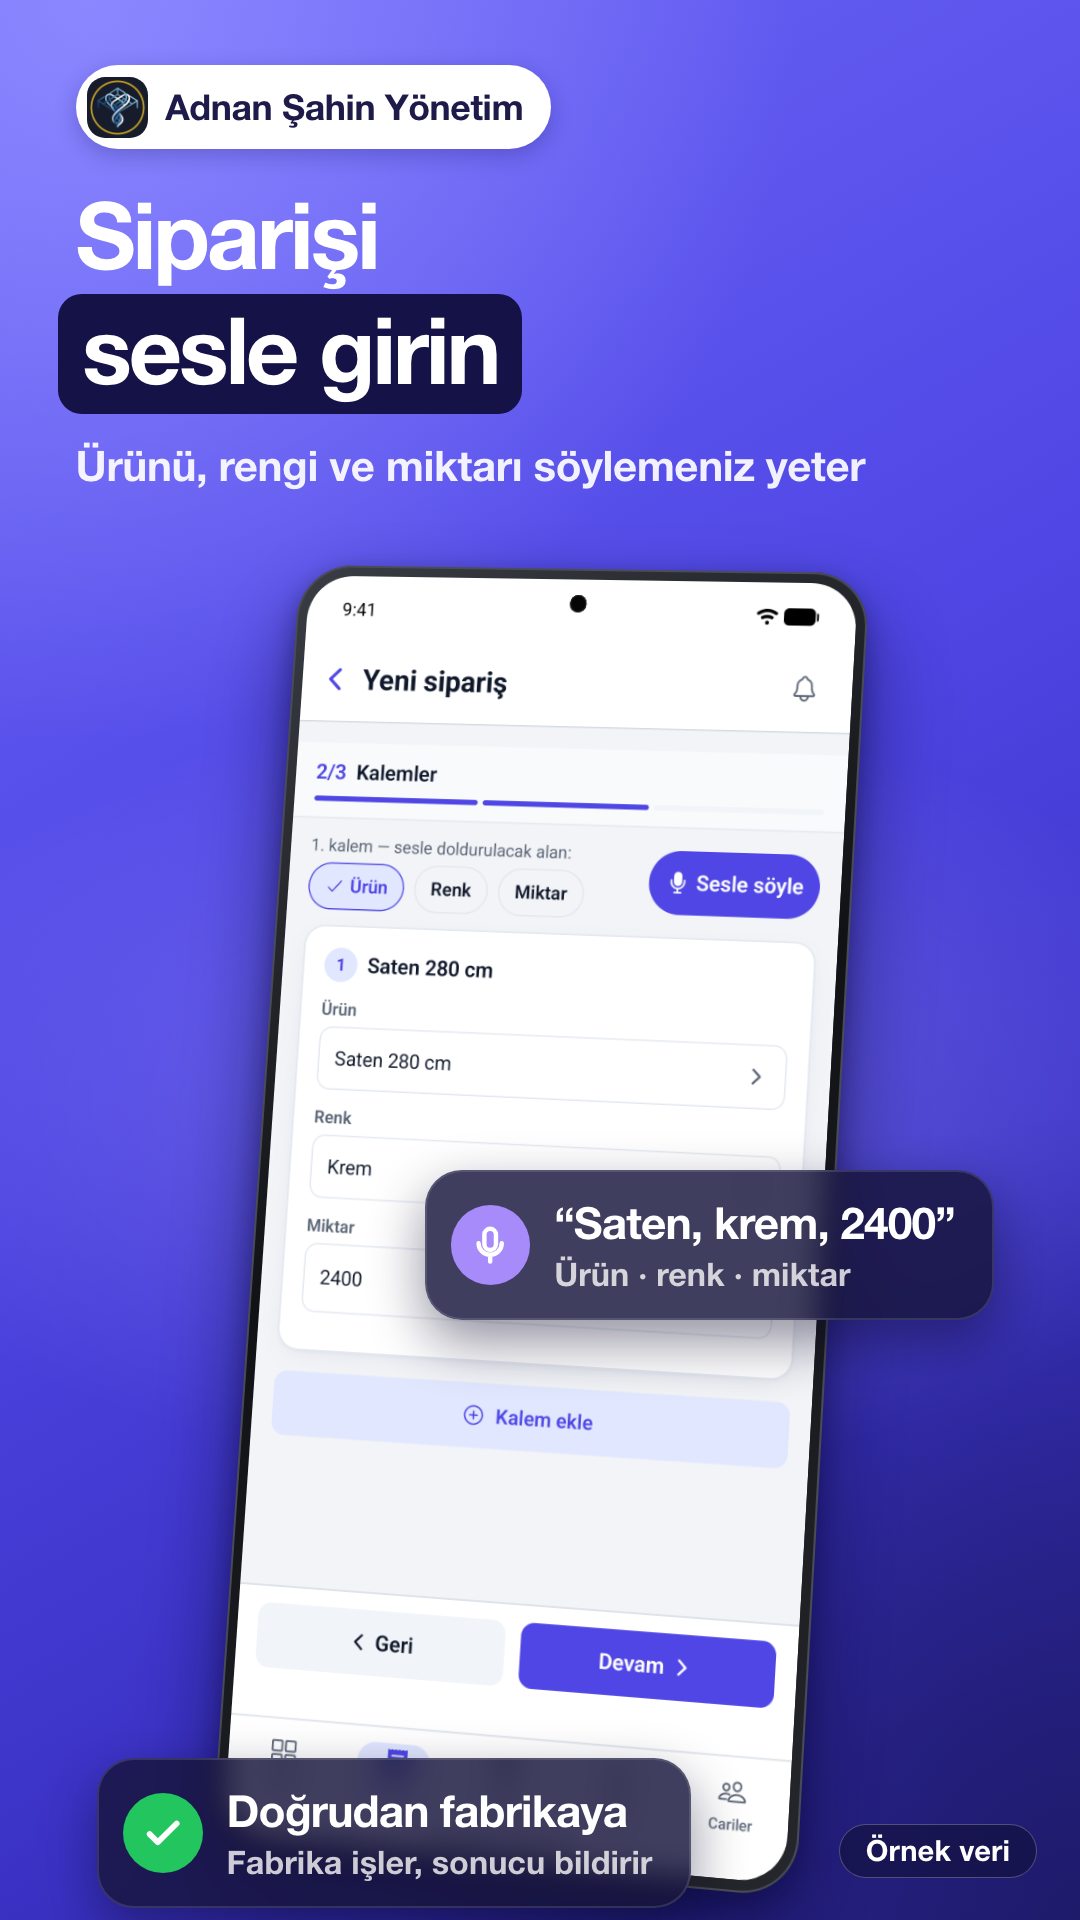 Adnan Şahin Yönetim
Siparişi
sesle girin
Ürünü, rengi ve miktarı söylemeniz yeter
9:41
Yeni sipariş
2/3 Kalemler
1. kalem — sesle doldurulacak alan:
Ürün
Renk
Miktar
Sesle söyle
1 Saten 280 cm
Ürün
Saten 280 cm
Renk
Krem
Miktar
2400
“Saten, krem, 2400”
Ürün · renk · miktar
Kalem ekle
Geri
Devam
Cariler
Doğrudan fabrikaya
Fabrika işler, sonucu bildirir
Örnek veri